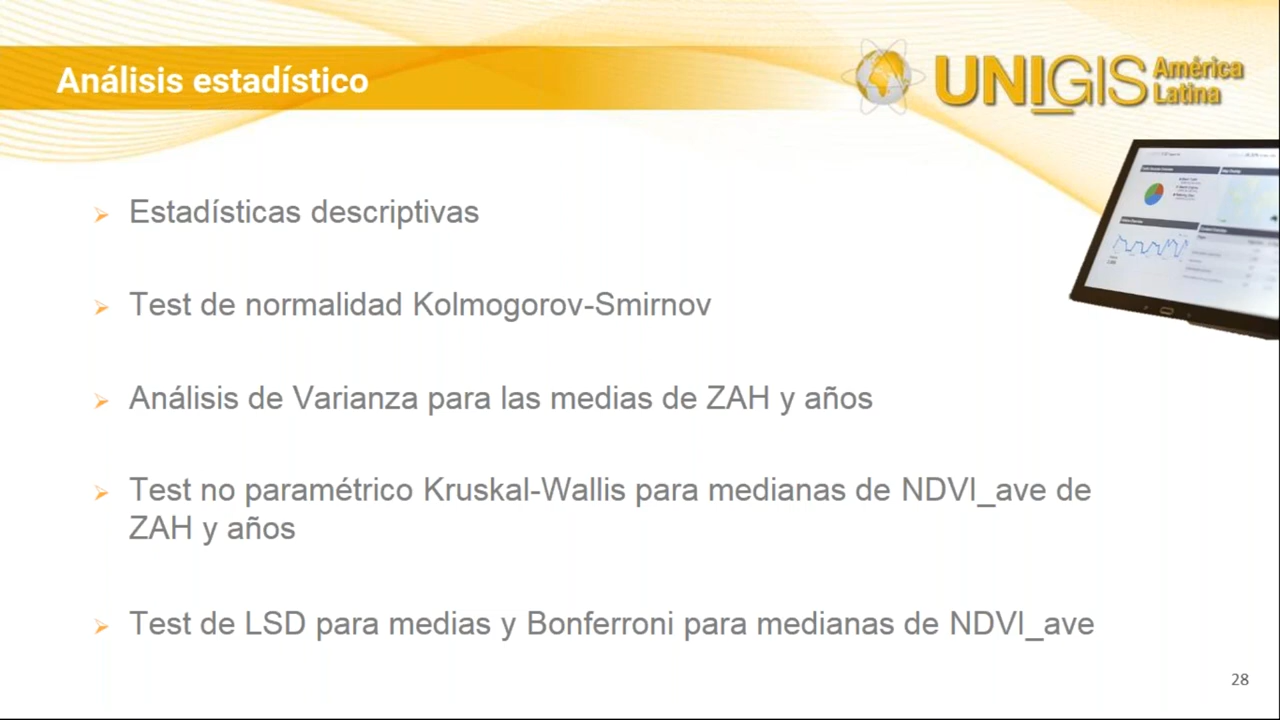 Análisis estadístico
UNIGIS América Latina
Estadísticas descriptivas
Test de normalidad Kolmogorov-Smirnov
Análisis de Varianza para las medias de ZAH y años
Test no paramétrico Kruskal-Wallis para medianas de NDVI_ave de
ZAH y años
Test de LSD para medias y Bonferroni para medianas de NDVI_ave
28